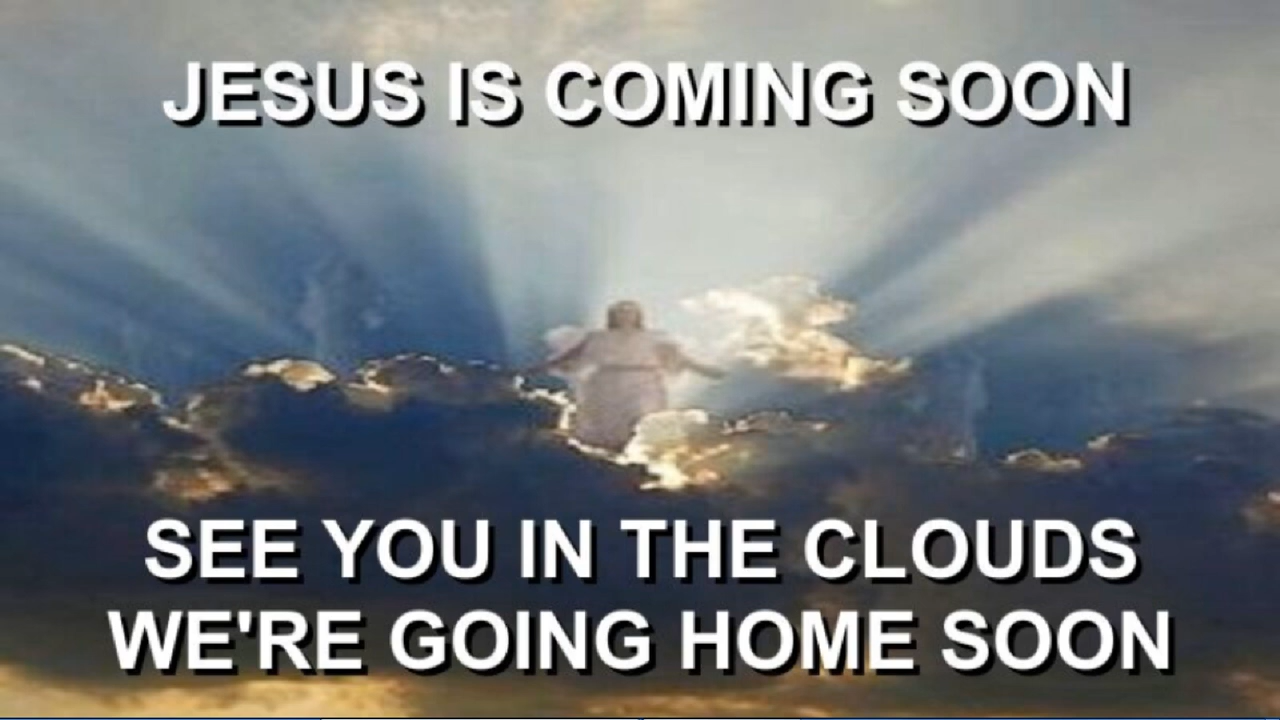 JESUS IS COMING SOON
SEE YOU IN THE CLOUDS
WE'RE GOING HOME SOON